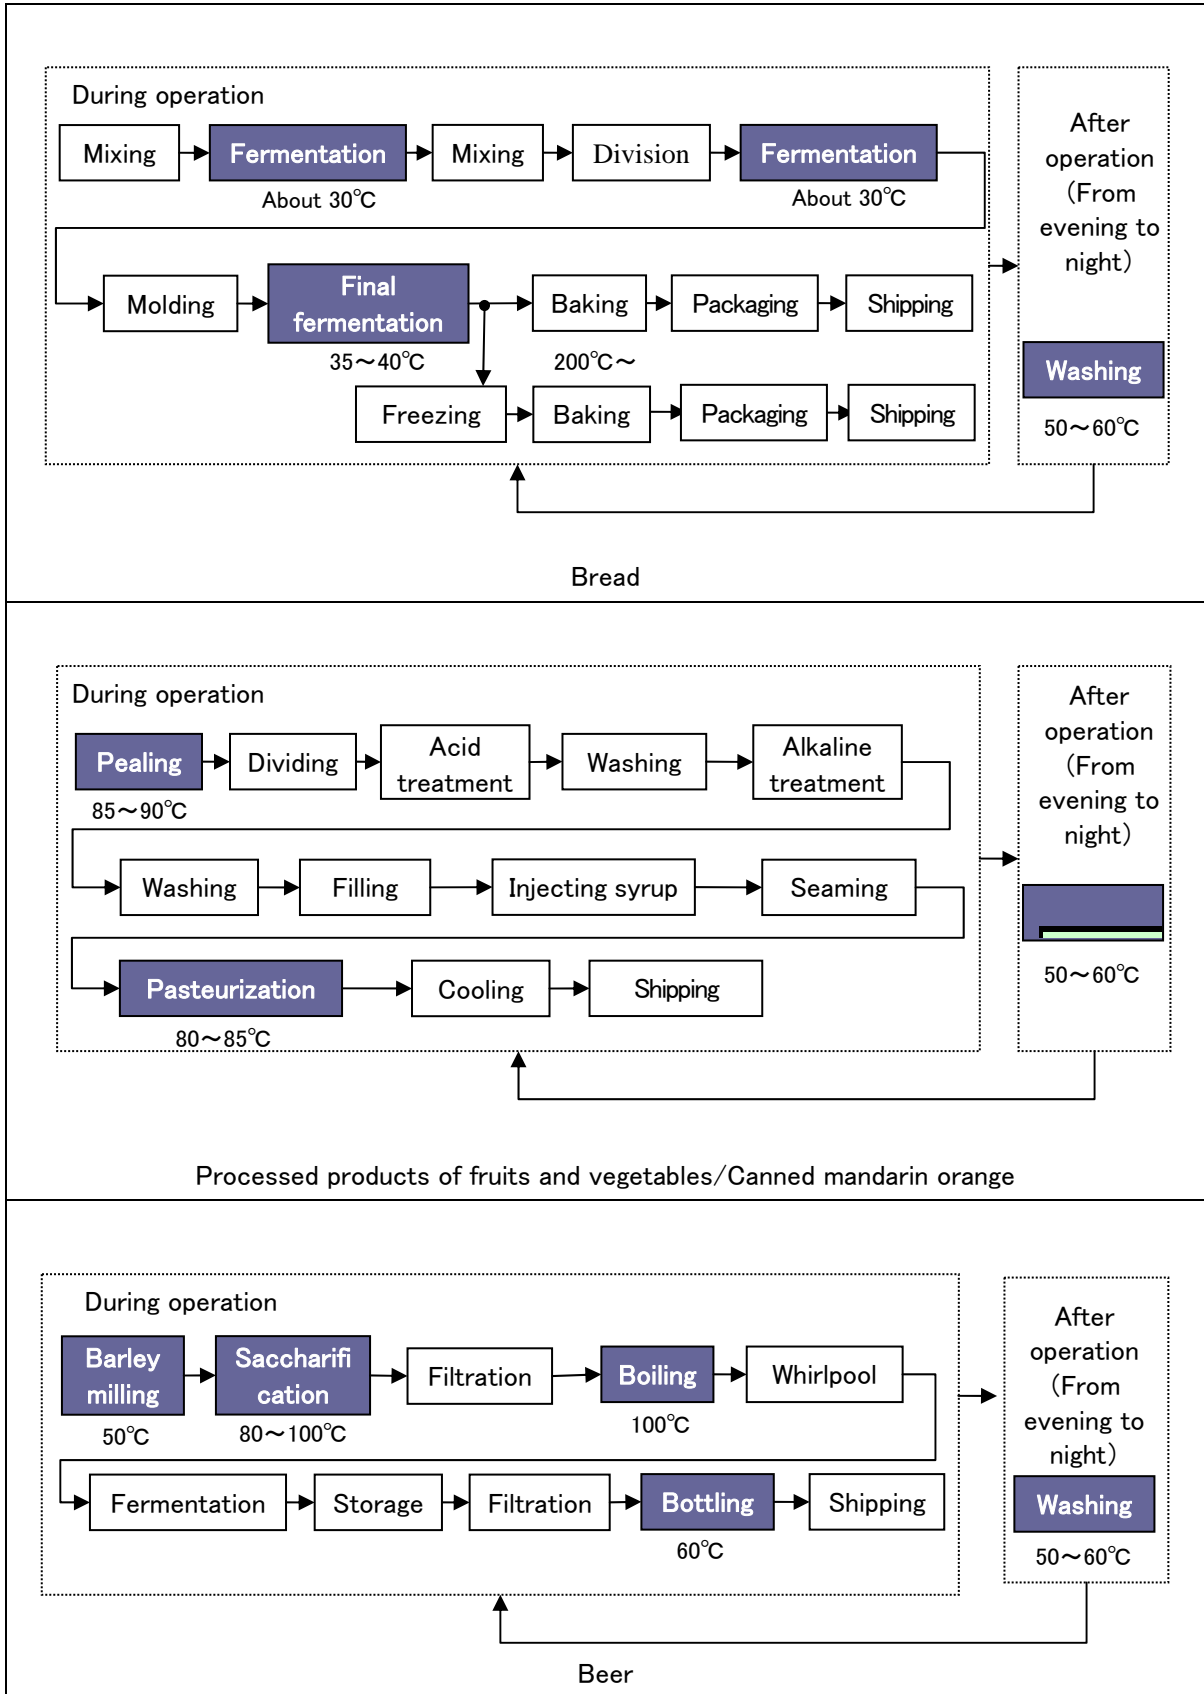 During operation
Mixing
Fermentation
Mixing
Division
Fermentation
About 30℃
About 30℃
Molding
Final
fermentation
Baking
Packaging
Shipping
35～40℃
200℃～
Freezing
Baking
Packaging
Shipping
After
operation
(From
evening to
night)
Washing
50～60℃
Bread
During operation
Pealing
Dividing
Acid
treatment
Washing
Alkaline
treatment
85～90℃
Washing
Filling
Injecting syrup
Seaming
Pasteurization
Cooling
Shipping
80～85℃
After
operation
(From
evening to
night)
50～60℃
Processed products of fruits and vegetables/Canned mandarin orange
During operation
Barley
milling
Saccharifi
cation
Filtration
Boiling
Whirlpool
50℃
80～100℃
100℃
Fermentation
Storage
Filtration
Bottling
Shipping
60℃
After
operation
(From
evening to
night)
Washing
50～60℃
Beer